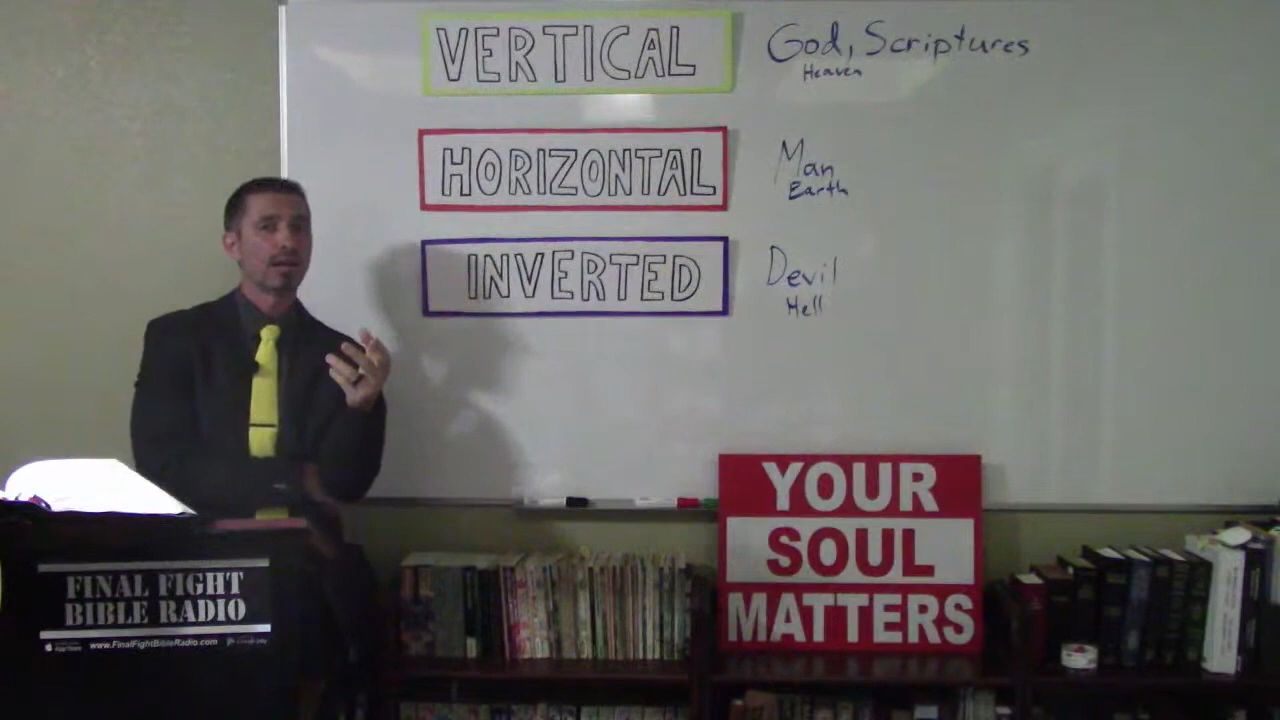 VERTICAL
God, Scriptures
Heaven
HORIZONTAL
Man
Earth
INVERTED
Devil
Hell
YOUR
SOUL
MATTERS
FINAL FIGHT
BIBLE RADIO
www.FinalFightBibleRadio.com